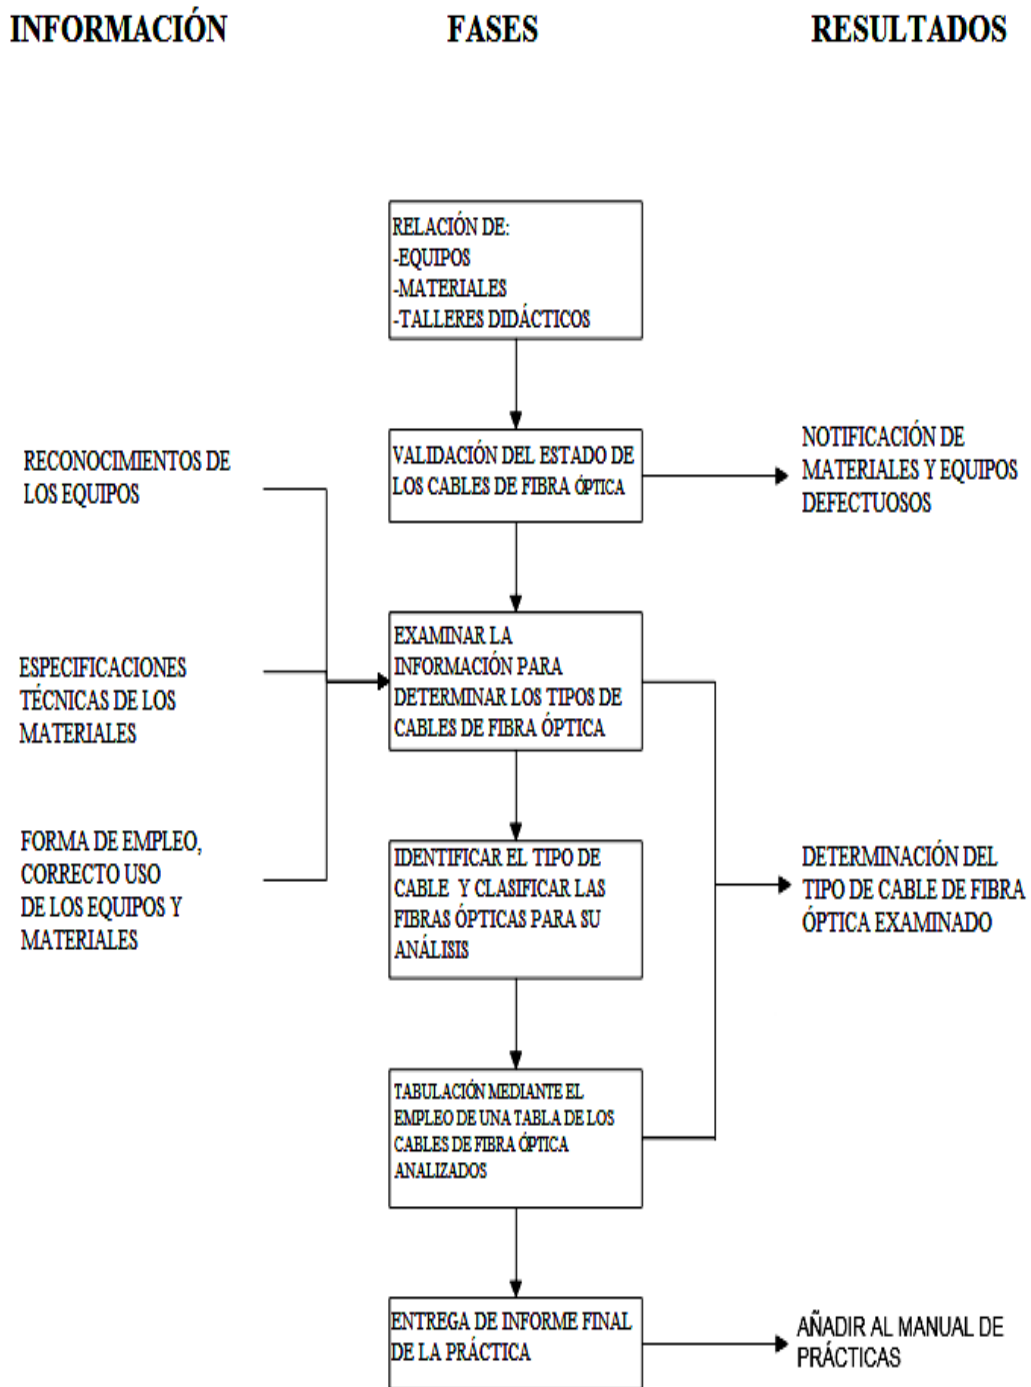 INFORMACIÓN
FASES
RESULTADOS
RELACIÓN DE:
-EQUIPOS
-MATERIALES
-TALLERES DIDÁCTICOS
RECONOCIMIENTOS DE
LOS EQUIPOS
VALIDACIÓN DEL ESTADO DE
LOS CABLES DE FIBRA ÓPTICA
NOTIFICACIÓN DE
MATERIALES Y EQUIPOS
DEFECTUOSOS
ESPECIFICACIONES
TÉCNICAS DE LOS
MATERIALES
EXAMINAR LA
INFORMACIÓN PARA
DETERMINAR LOS TIPOS DE
CABLES DE FIBRA ÓPTICA
FORMA DE EMPLEO,
CORRECTO USO
DE LOS EQUIPOS Y
MATERIALES
IDENTIFICAR EL TIPO DE
CABLE Y CLASIFICAR LAS
FIBRAS ÓPTICAS PARA SU
ANÁLISIS
DETERMINACIÓN DEL
TIPO DE CABLE DE FIBRA
ÓPTICA EXAMINADO
TABULACIÓN MEDIANTE EL
EMPLEO DE UNA TABLA DE LOS
CABLES DE FIBRA ÓPTICA
ANALIZADOS
ENTREGA DE INFORME FINAL
DE LA PRÁCTICA
AÑADIR AL MANUAL DE
PRÁCTICAS